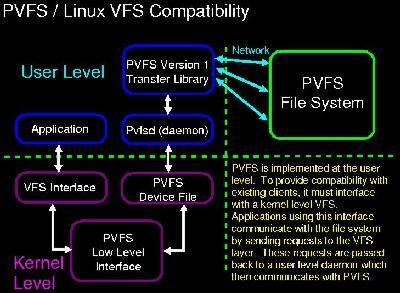 PVFS / Linux VFS Compatibility
Network
User Level
PVFS Version 1
Transfer Library
PVFS
File System
Application
Pvfsd (daemon)
VFS Interface
PVFS
Device File
PVFS
Low Level
Interface
Kernel
Level
PVFS is implemented at the user
level. To provide compatibility with
existing clients, it must interface
with a kernel level VFS.
Applications using this interface
communicate with the file system
by sending requests to the VFS
layer. These requests are passed
back to a user level daemon which
then communicates with PVFS.